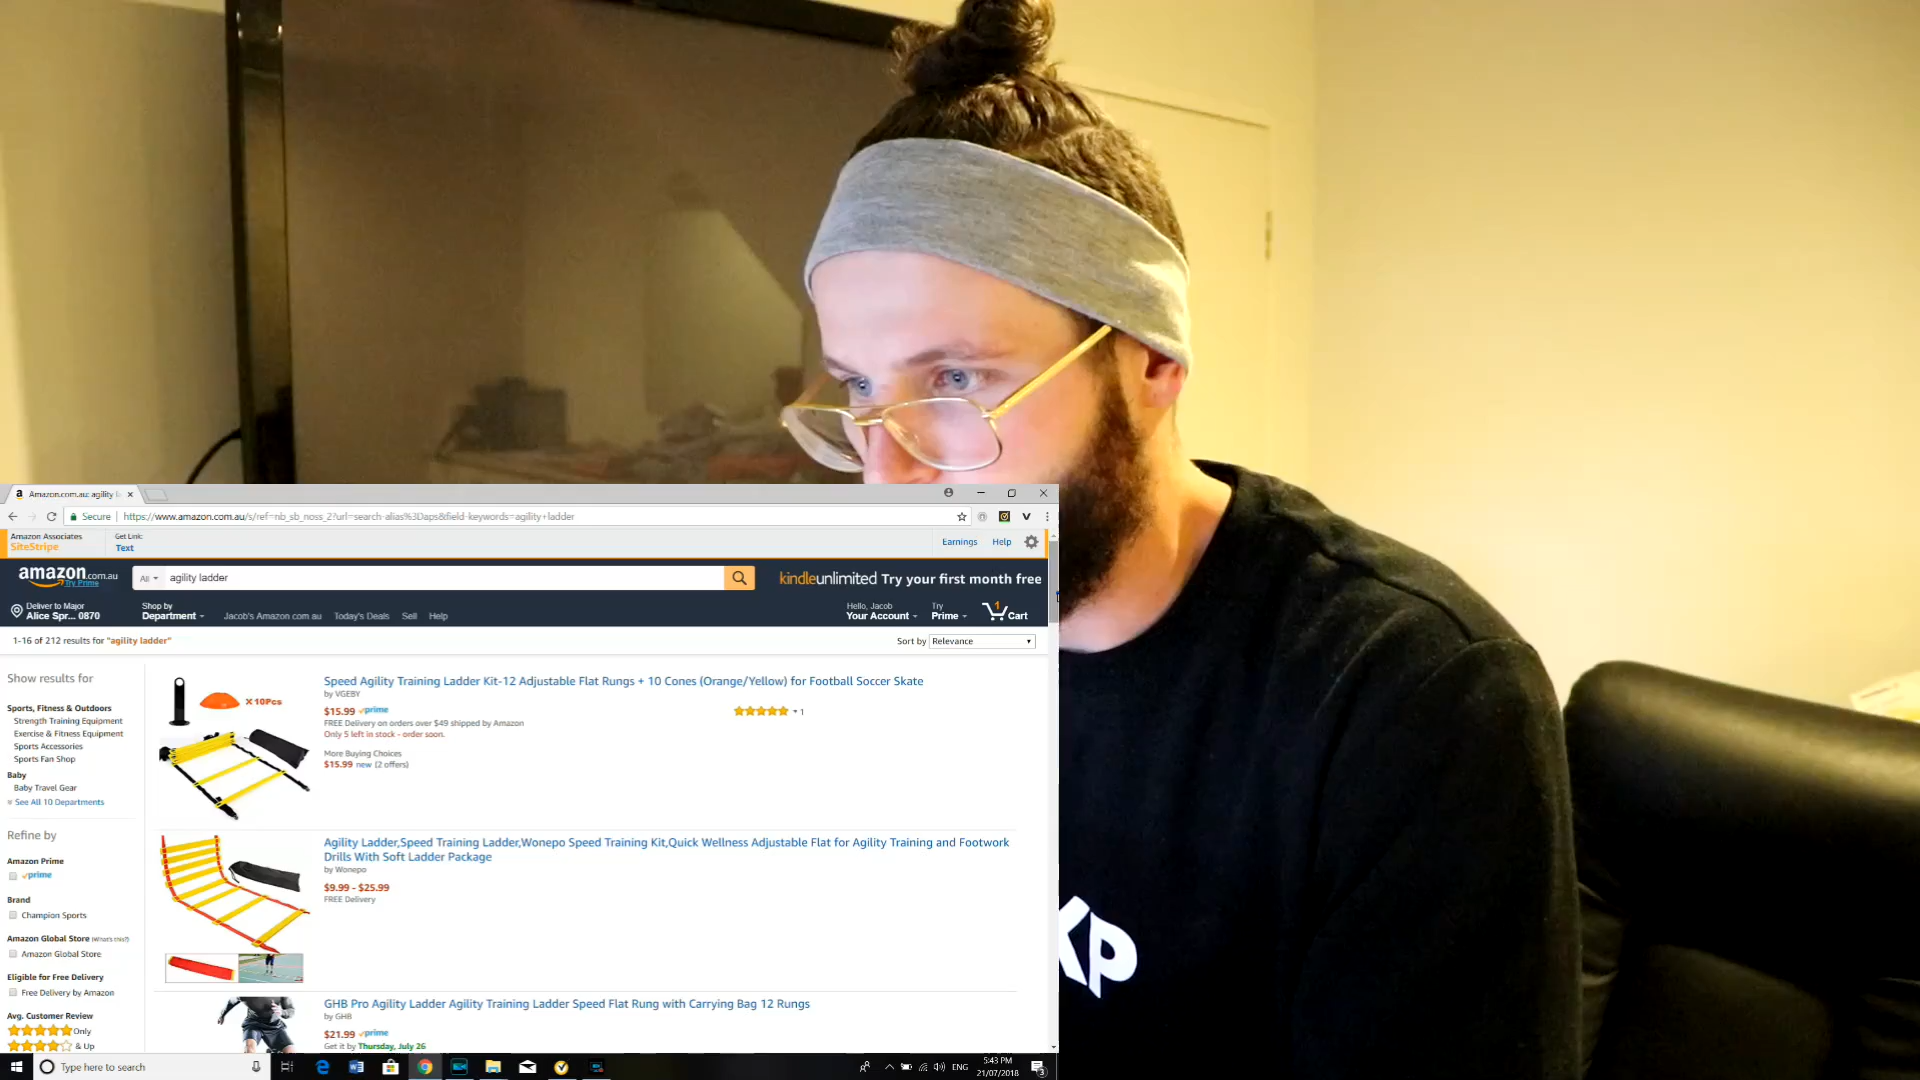 Amazon.com.au: agility l
Secure https://www.amazon.com.au/s/ref=nb_sb_noss_2?url=search-alias%3Daps&field-keywords=agility+ladder
Amazon Associates
SiteStripe
Get Link:
Text
Earnings Help
amazon.com.au
Try Prime
All agility ladder
kindleunlimited Try your first month free
Deliver to Major
Alice Spr... 0870
Shop by
Department
Jacob's Amazon.com.au Today's Deals Sell Help
Hello, Jacob
Your Account
Try
Prime
1
Cart
1-16 of 212 results for "agility ladder"
Sort by Relevance
Show results for
Sports, Fitness & Outdoors
Strength Training Equipment
Exercise & Fitness Equipment
Sports Accessories
Sports Fan Shop
Baby
Baby Travel Gear
See All 10 Departments
Refine by
Amazon Prime
prime
Brand
Champion Sports
Amazon Global Store (What's this?)
Amazon Global Store
Eligible for Free Delivery
Free Delivery by Amazon
Avg. Customer Review
Only
& Up
X 10Pcs
Speed Agility Training Ladder Kit-12 Adjustable Flat Rungs + 10 Cones (Orange/Yellow) for Football Soccer Skate
by VGEBY
$15.99 prime
FREE Delivery on orders over $49 shipped by Amazon
Only 5 left in stock - order soon.
More Buying Choices
$15.99 new (2 offers)
1
Agility Ladder,Speed Training Ladder,Wonepo Speed Training Kit,Quick Wellness Adjustable Flat for Agility Training and Footwork
Drills With Soft Ladder Package
by Wonepo
$9.99 - $25.99
FREE Delivery
GHB Pro Agility Ladder Agility Training Ladder Speed Flat Rung with Carrying Bag 12 Rungs
by GHB
$21.99 prime
Get it by Thursday, July 26
Type here to search
ENG
5:43 PM
21/07/2018
3
XP